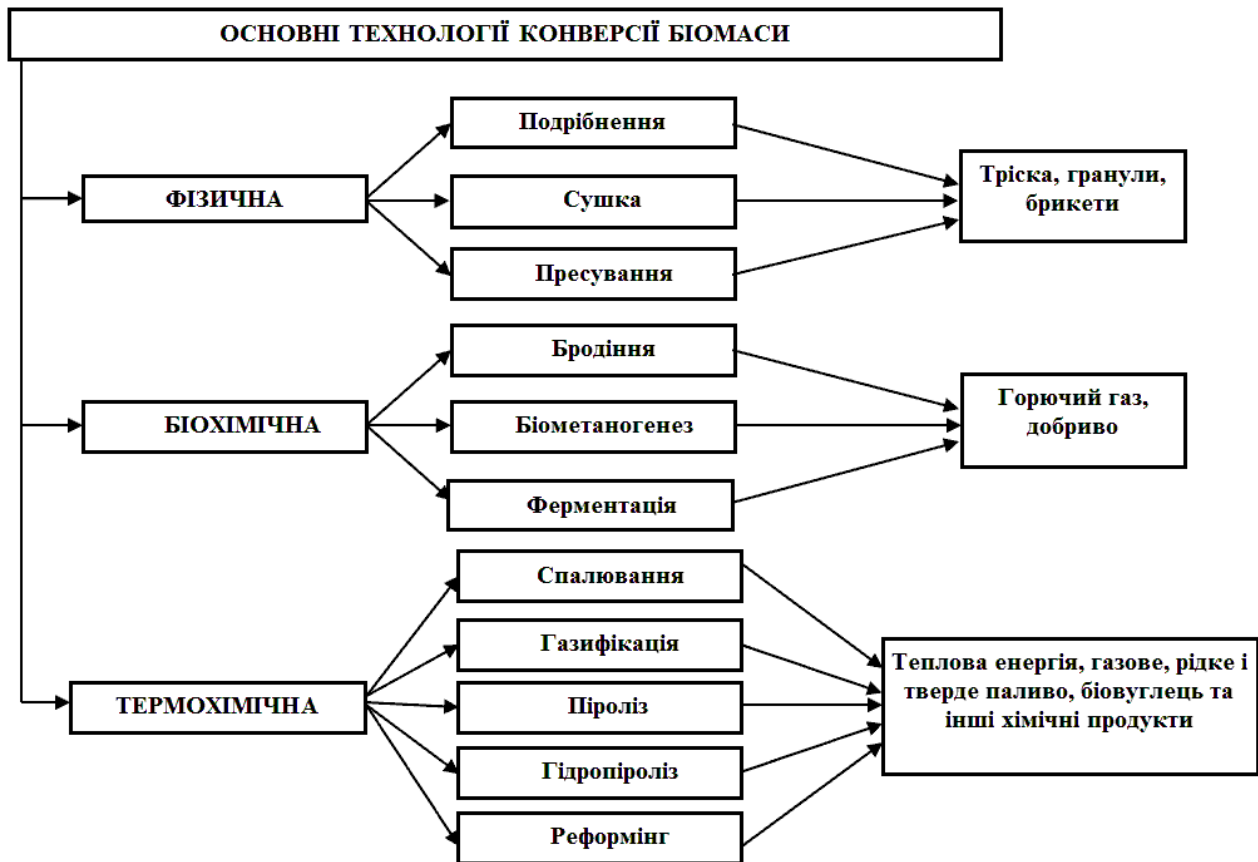 ОСНОВНІ ТЕХНОЛОГІЇ КОНВЕРСІЇ БІОМАСИ
ФІЗИЧНА
Подрібнення
Сушка
Пресування
Тріска, гранули,
брикети
БІОХІМІЧНА
Бродіння
Біометаногенез
Ферментація
Горючий газ,
добриво
ТЕРМОХІМІЧНА
Спалювання
Газифікація
Піроліз
Гідропіроліз
Реформінг
Теплова енергія, газове, рідке і
тверде паливо, біовуглець та
інші хімічні продукти